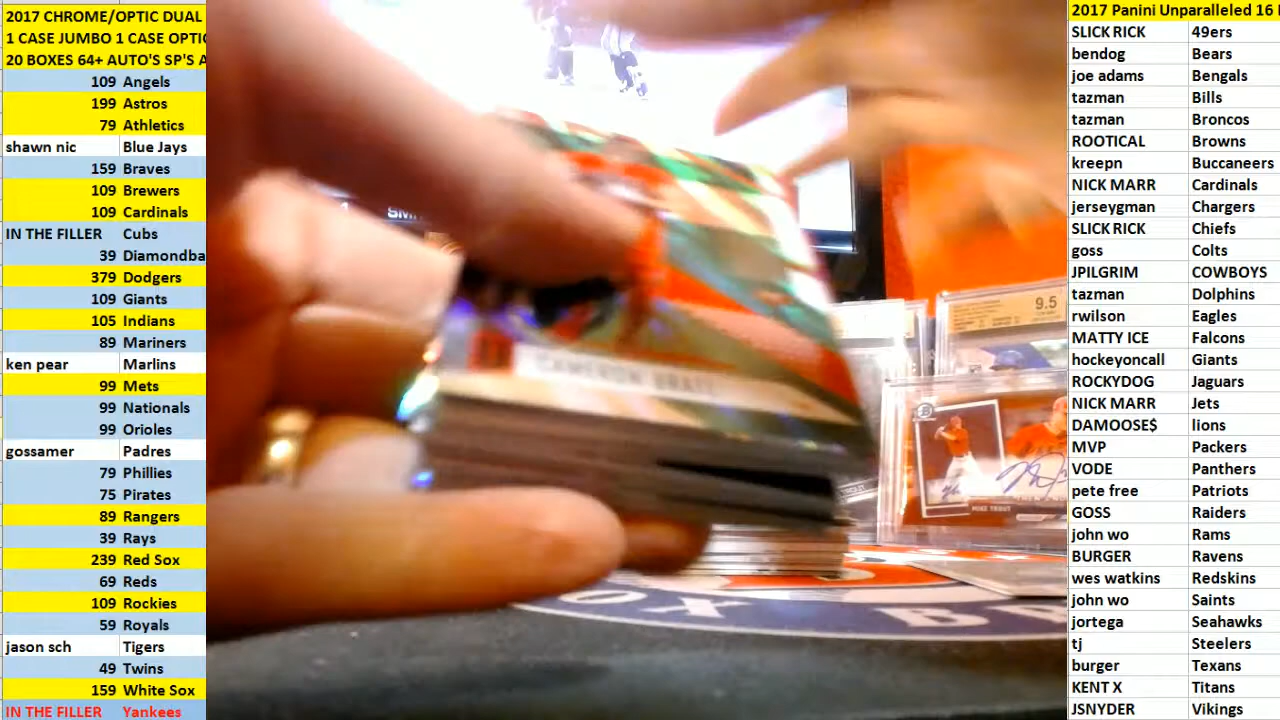 2017 CHROME/OPTIC DUAL
1 CASE JUMBO 1 CASE OPTIC
20 BOXES 64+ AUTO'S SP'S A
109 Angels
199 Astros
79 Athletics
shawn nic Blue Jays
159 Braves
109 Brewers
109 Cardinals
IN THE FILLER Cubs
39 Diamondba
379 Dodgers
109 Giants
105 Indians
89 Mariners
ken pear Marlins
99 Mets
99 Nationals
99 Orioles
gossamer Padres
79 Phillies
75 Pirates
89 Rangers
39 Rays
239 Red Sox
69 Reds
109 Rockies
59 Royals
jason sch Tigers
49 Twins
159 White Sox
IN THE FILLER Yankees
CAMERON BRATE
9.5
MIKE TROUT
OX BR
2017 Panini Unparalleled 16
SLICK RICK 49ers
bendog Bears
joe adams Bengals
tazman Bills
tazman Broncos
ROOTICAL Browns
kreepn Buccaneers
NICK MARR Cardinals
jerseygman Chargers
SLICK RICK Chiefs
goss Colts
JPILGRIM COWBOYS
tazman Dolphins
rwilson Eagles
MATTY ICE Falcons
hockeyoncall Giants
ROCKYDOG Jaguars
NICK MARR Jets
DAMOOSE$ lions
MVP Packers
VODE Panthers
pete free Patriots
GOSS Raiders
john wo Rams
BURGER Ravens
wes watkins Redskins
john wo Saints
jortega Seahawks
tj Steelers
burger Texans
KENT X Titans
JSNYDER Vikings